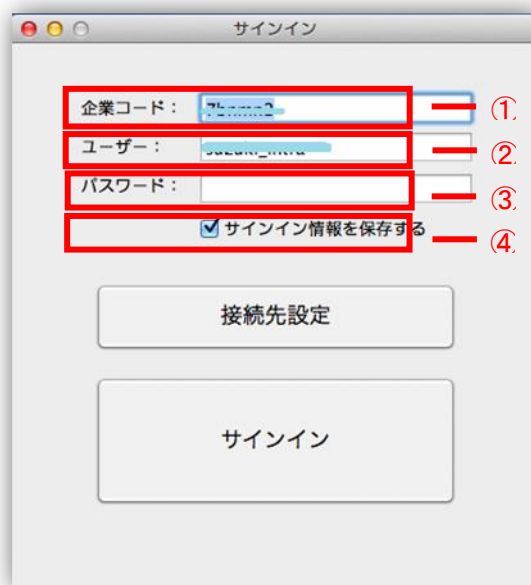 サインイン
企業コード： ①
ユーザー： ②
パスワード： ③
サインイン情報を保存する ④
接続先設定
サインイン